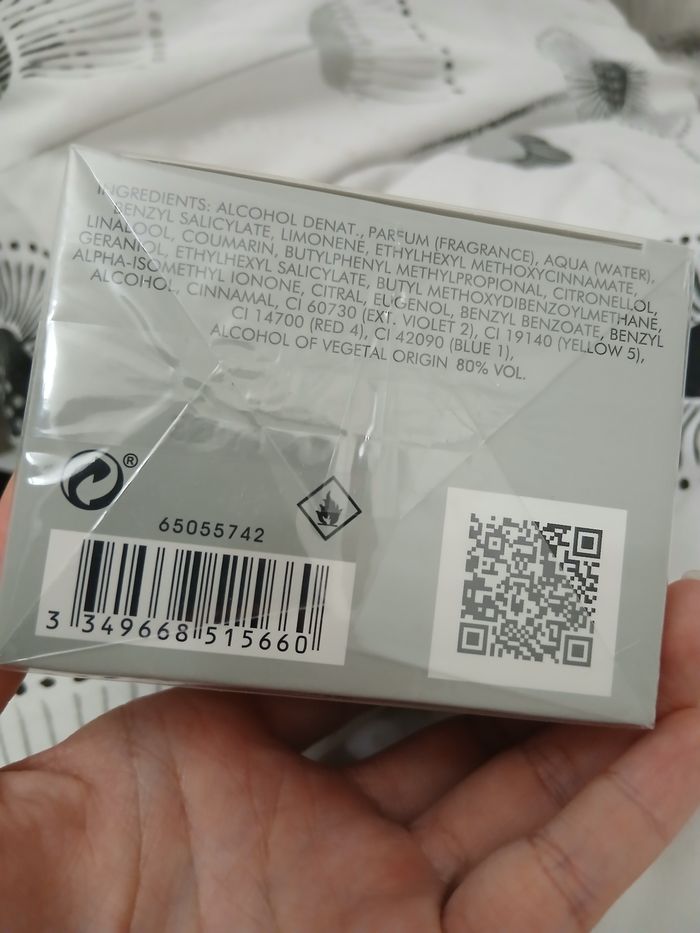 INGREDIENTS: ALCOHOL DENAT., PARFUM (FRAGRANCE), AQUA (WATER),
BENZYL SALICYLATE, LIMONENE, ETHYLHEXYL METHOXYCINNAMATE,
LINALOOL, COUMARIN, BUTYLPHENYL METHYLPROPIONAL, CITRONELLOL,
GERANIOL, ETHYLHEXYL SALICYLATE, BUTYL METHOXYDIBENZOYLMETHANE,
ALPHA-ISOMETHYL IONONE, CITRAL, EUGENOL, BENZYL BENZOATE, BENZYL
ALCOHOL, CINNAMAL, CI 60730 (EXT. VIOLET 2), CI 19140 (YELLOW 5),
CI 14700 (RED 4), CI 42090 (BLUE 1),
ALCOHOL OF VEGETAL ORIGIN 80% VOL.
®
65055742
3 349668 515660